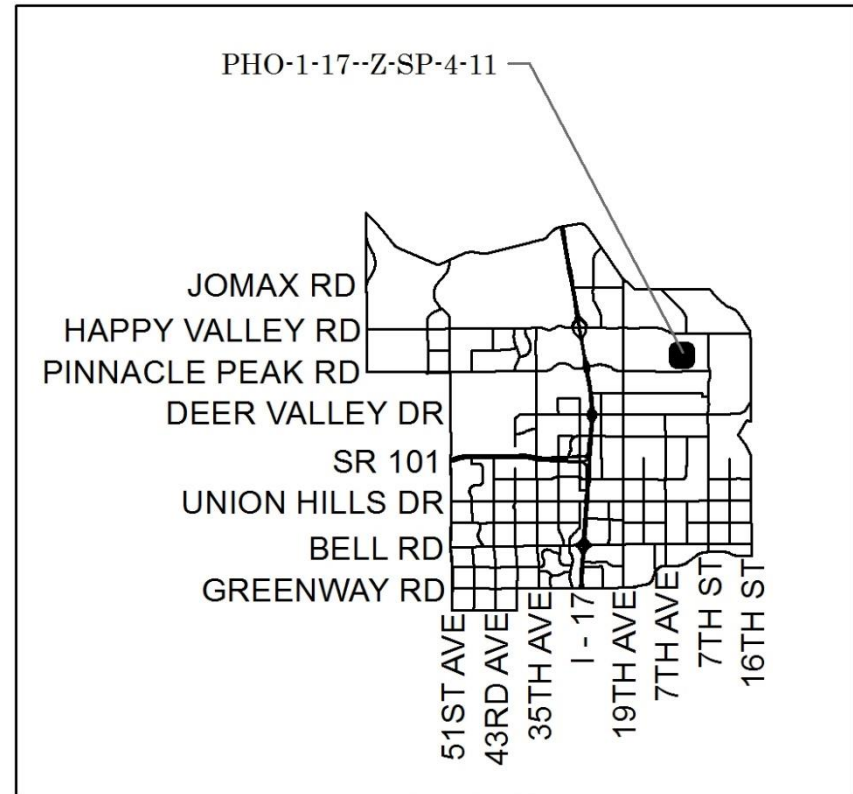 PHO-1-17--Z-SP-4-11
JOMAX RD
HAPPY VALLEY RD
PINNACLE PEAK RD
DEER VALLEY DR
SR 101
UNION HILLS DR
BELL RD
GREENWAY RD
51ST AVE
43RD AVE
35TH AVE
I - 17
19TH AVE
7TH AVE
7TH ST
16TH ST